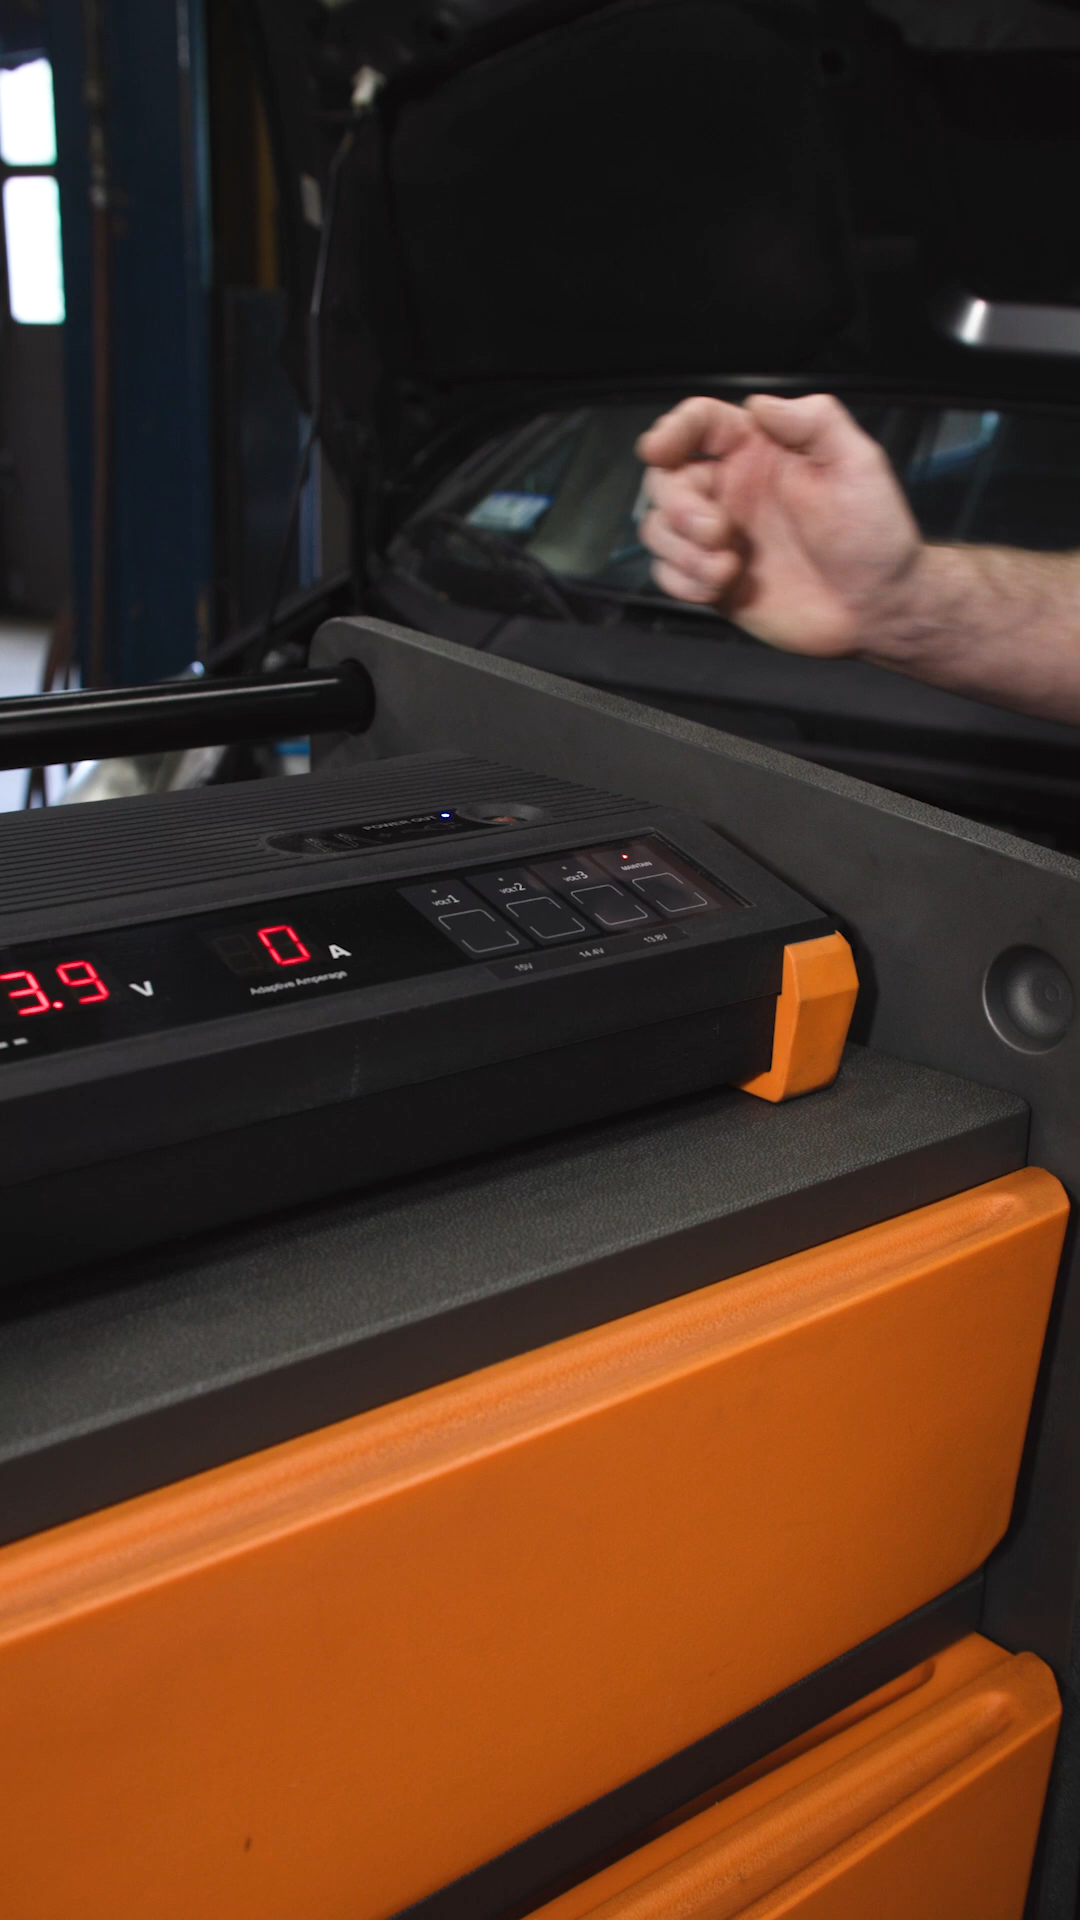 POWER OUT
VOLT1
VOLT2
VOLT3
MAINTAIN
3.9 V
0 A
Adaptive Amperage
15V
14.4V
13.6V